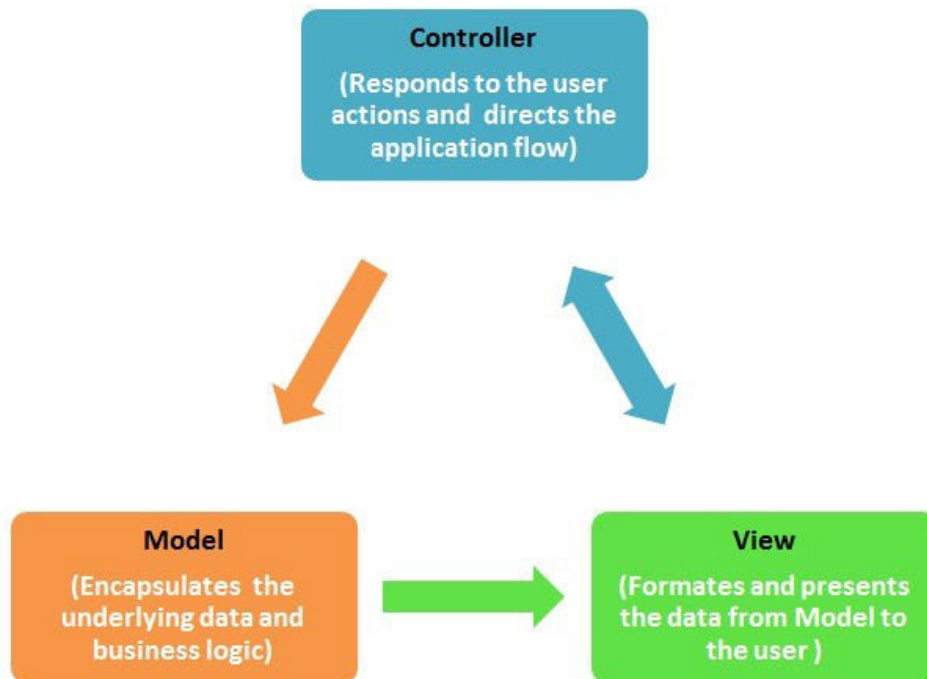 Controller
(Responds to the user
actions and directs the
application flow)
Model
(Encapsulates the
underlying data and
business logic)
View
(Formates and presents
the data from Model to
the user )